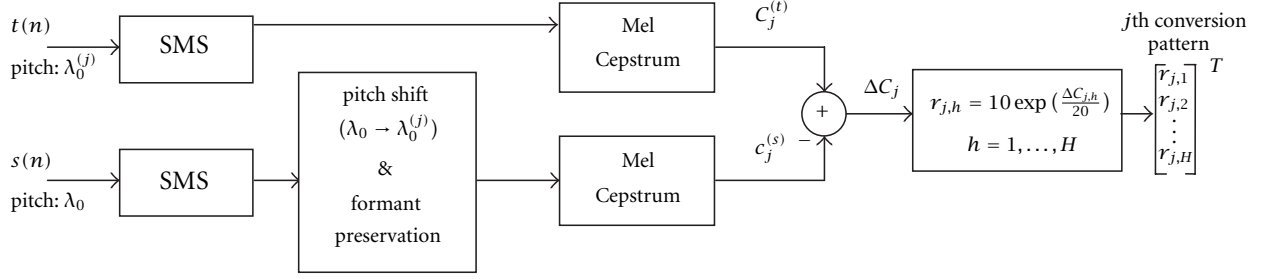 t(n)
pitch: λ₀⁽ʲ⁾
SMS
Mel
Cepstrum
C_j^{(t)}
s(n)
pitch: λ₀
SMS
pitch shift
(λ₀ → λ₀⁽ʲ⁾)
&
formant
preservation
Mel
Cepstrum
c_j^{(s)}
+
−
ΔC_j
r_{j,h} = 10 exp (ΔC_{j,h}/20)
h = 1, ..., H
jth conversion
pattern
T
r_{j,1}
r_{j,2}
⋮
r_{j,H}